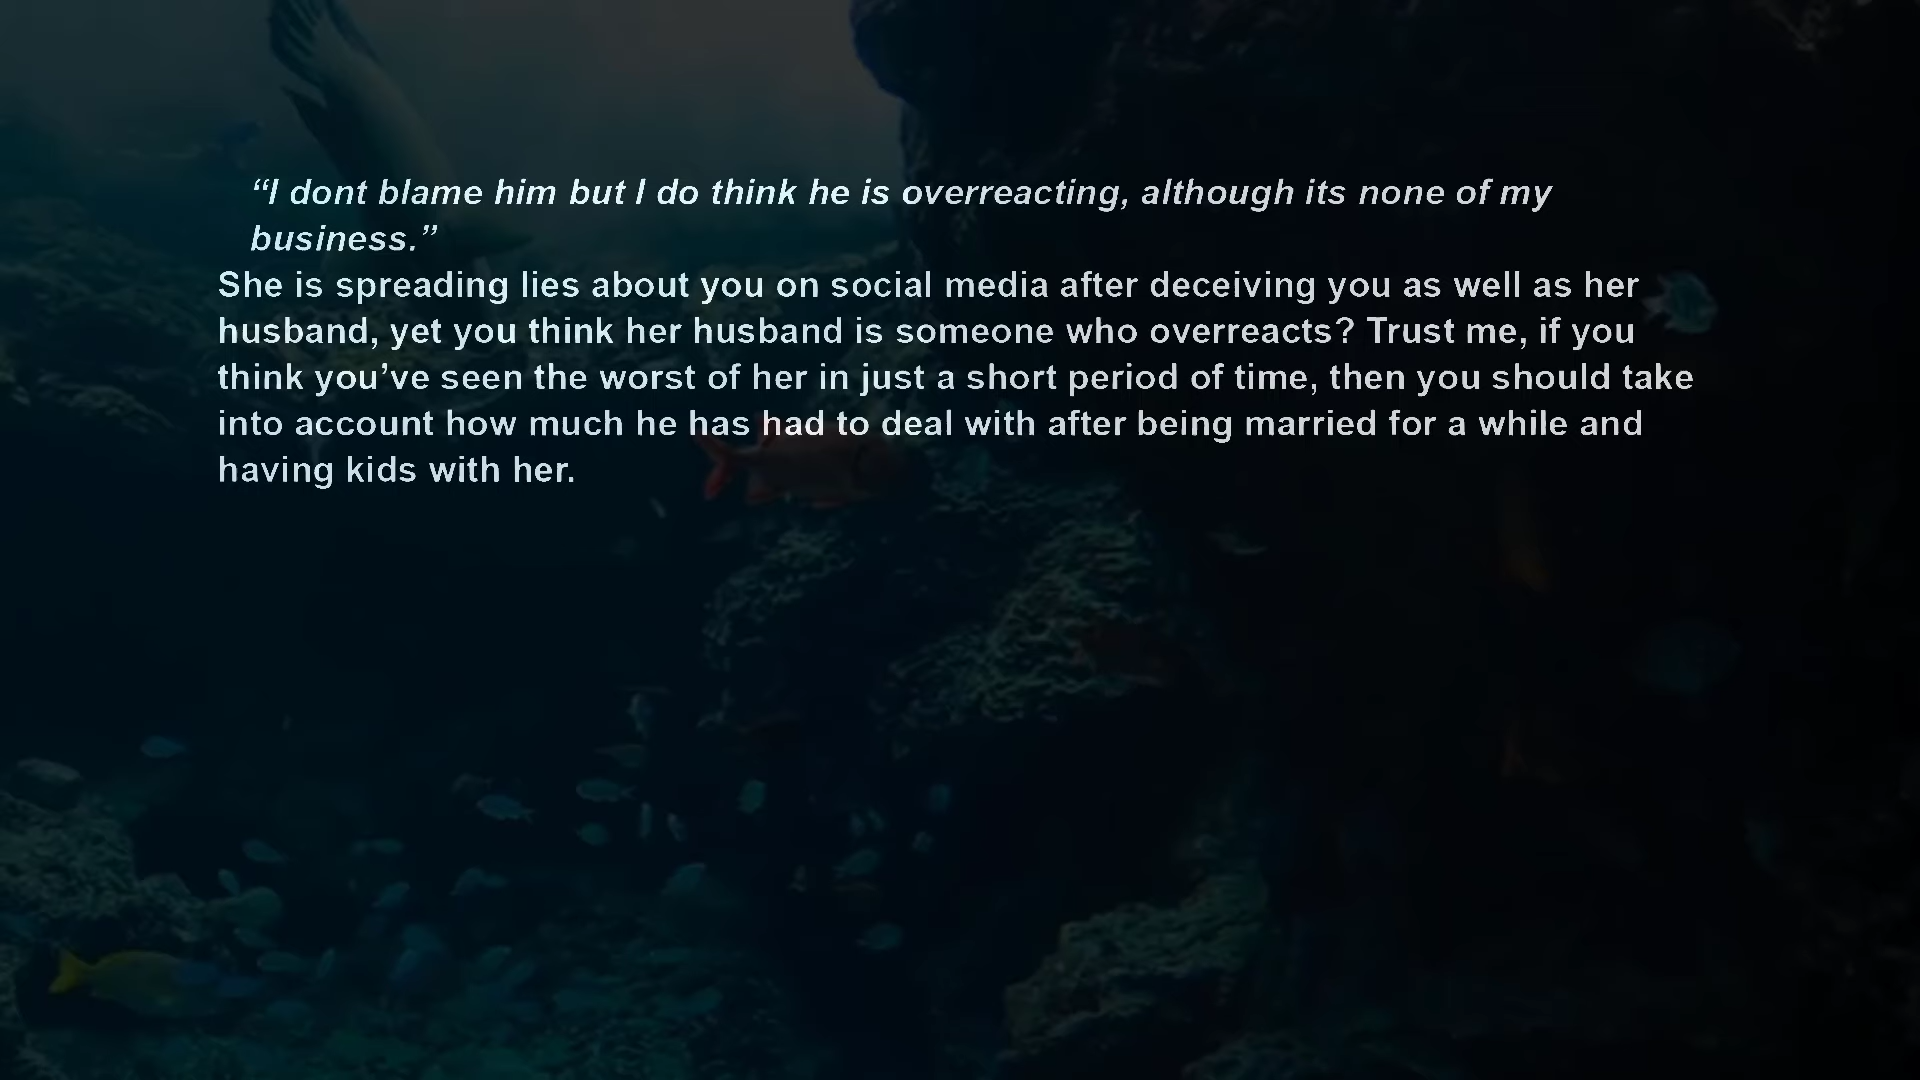 “I dont blame him but I do think he is overreacting, although its none of my
business.”
She is spreading lies about you on social media after deceiving you as well as her
husband, yet you think her husband is someone who overreacts? Trust me, if you
think you’ve seen the worst of her in just a short period of time, then you should take
into account how much he has had to deal with after being married for a while and
having kids with her.